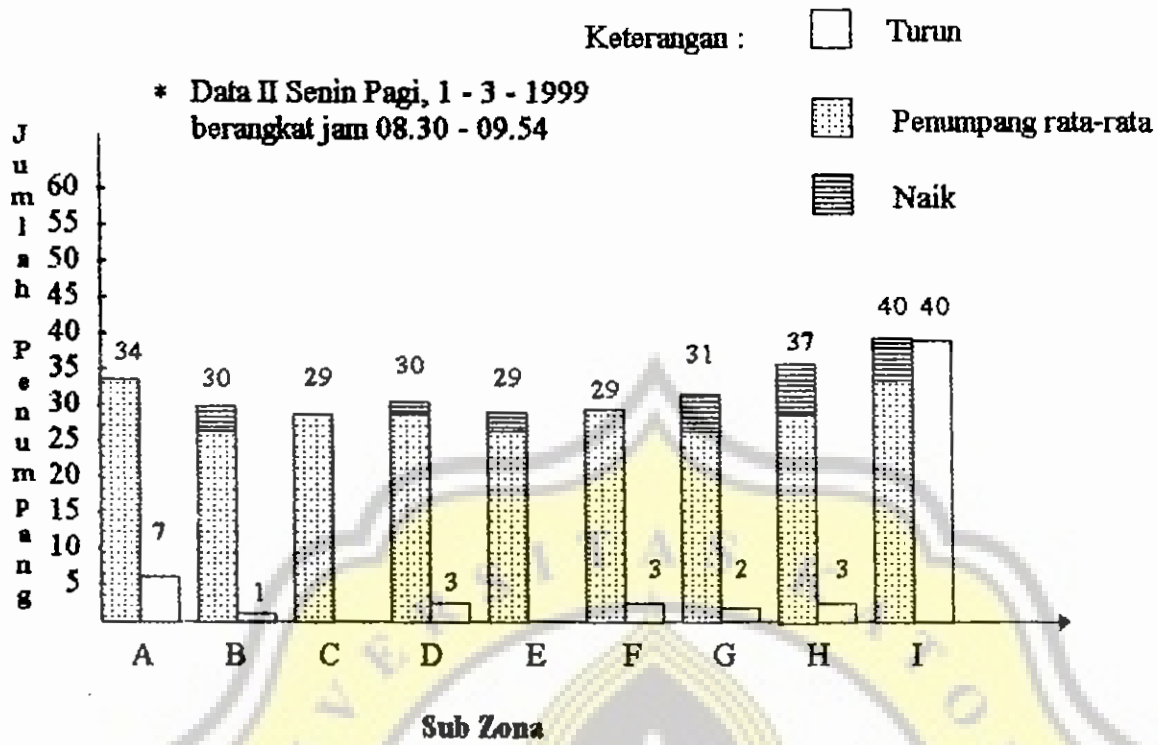 Keterangan :
Turun
* Data II Senin Pagi, 1 - 3 - 1999
berangkat jam 08.30 - 09.54
Penumpang rata-rata
Naik
Jumlah Penumpang
60
55
50
45
40
35
30
25
20
15
10
5
34 7 30 1 29 30 3 29 29 3 31 2 37 3 40 40
A B C D E F G H I
Sub Zona